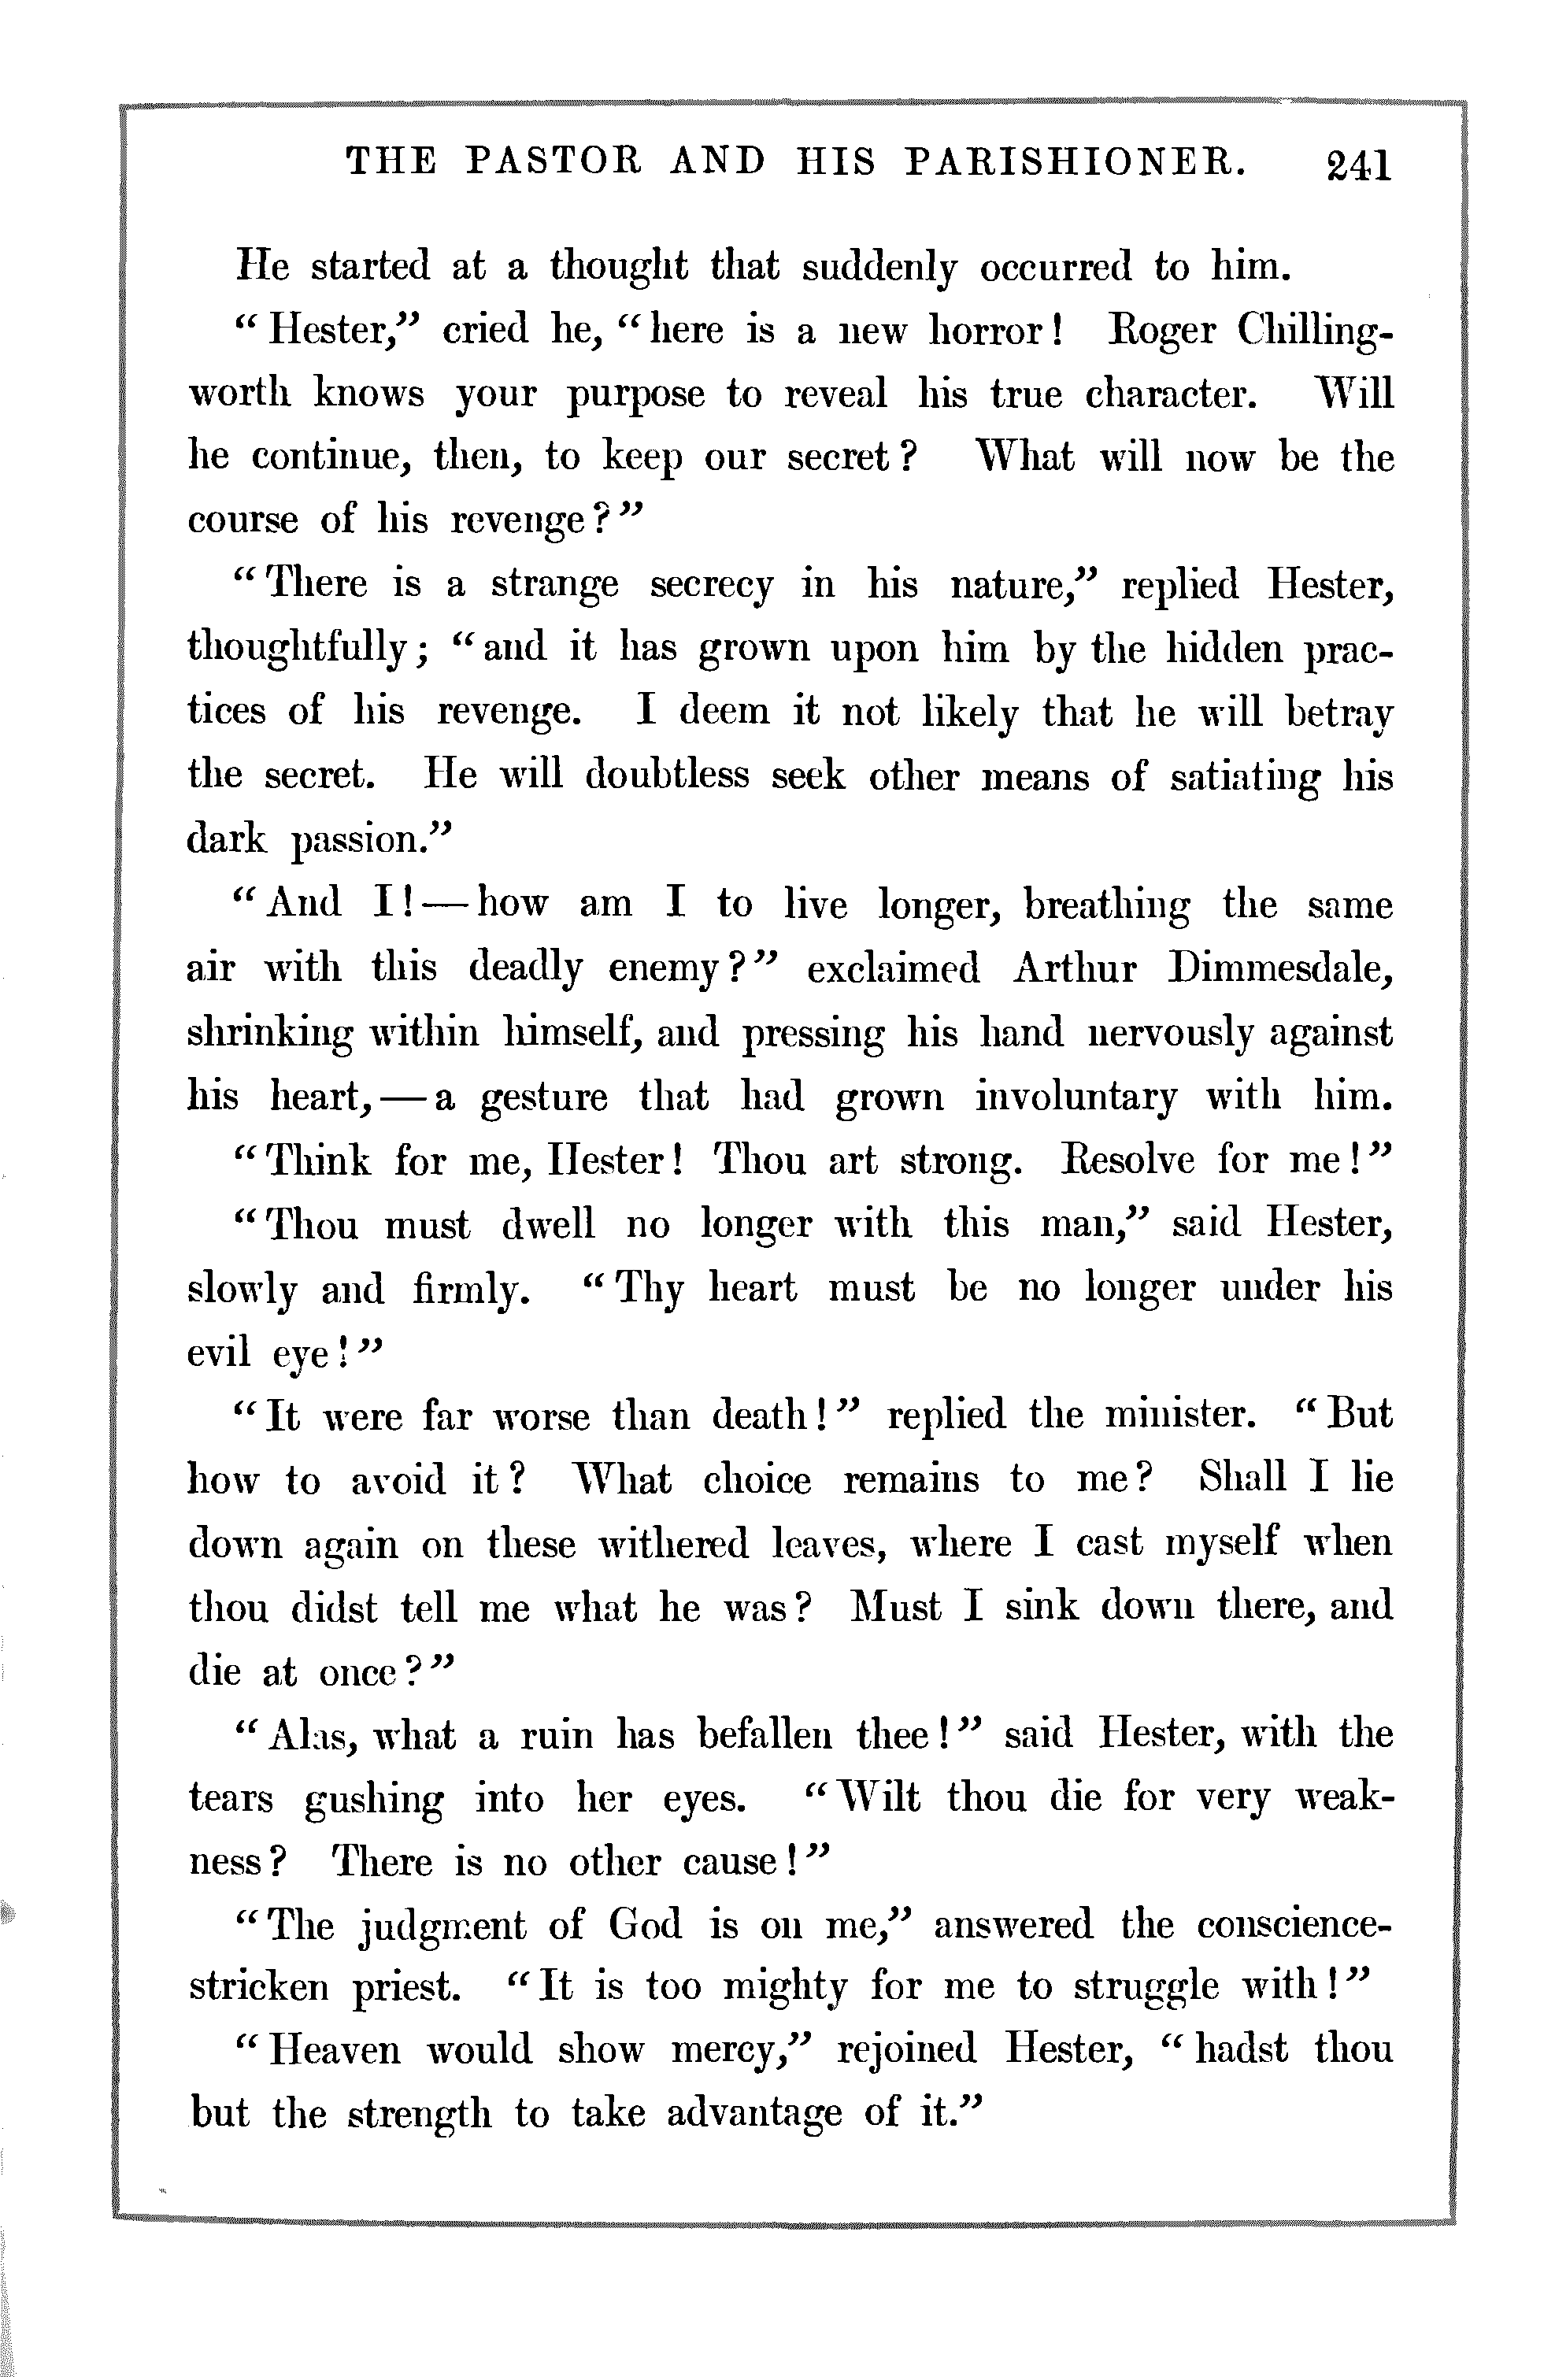 THE PASTOR AND HIS PARISHIONER. 241
He started at a thought that suddenly occurred to him.
“Hester,” cried he, “here is a new horror! Roger Chilling-
worth knows your purpose to reveal his true character. Will
he continue, then, to keep our secret? What will now be the
course of his revenge?”
“There is a strange secrecy in his nature,” replied Hester,
thoughtfully; “and it has grown upon him by the hidden prac-
tices of his revenge. I deem it not likely that he will betray
the secret. He will doubtless seek other means of satiating his
dark passion.”
“And I!—how am I to live longer, breathing the same
air with this deadly enemy?” exclaimed Arthur Dimmesdale,
shrinking within himself, and pressing his hand nervously against
his heart,—a gesture that had grown involuntary with him.
“Think for me, Hester! Thou art strong. Resolve for me!”
“Thou must dwell no longer with this man,” said Hester,
slowly and firmly. “Thy heart must be no longer under his
evil eye!”
“It were far worse than death!” replied the minister. “But
how to avoid it? What choice remains to me? Shall I lie
down again on these withered leaves, where I cast myself when
thou didst tell me what he was? Must I sink down there, and
die at once?”
“Alas, what a ruin has befallen thee!” said Hester, with the
tears gushing into her eyes. “Wilt thou die for very weak-
ness? There is no other cause!”
“The judgment of God is on me,” answered the conscience-
stricken priest. “It is too mighty for me to struggle with!”
“Heaven would show mercy,” rejoined Hester, “hadst thou
but the strength to take advantage of it.”